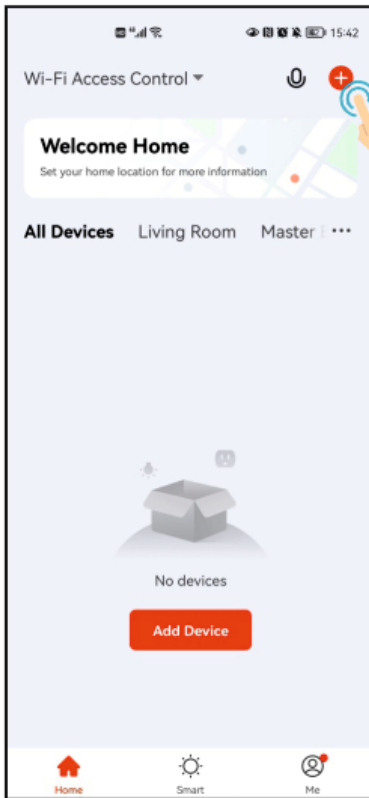 15:42
Wi-Fi Access Control
Welcome Home
Set your home location for more information
All Devices Living Room Master
No devices
Add Device
Home Smart Me